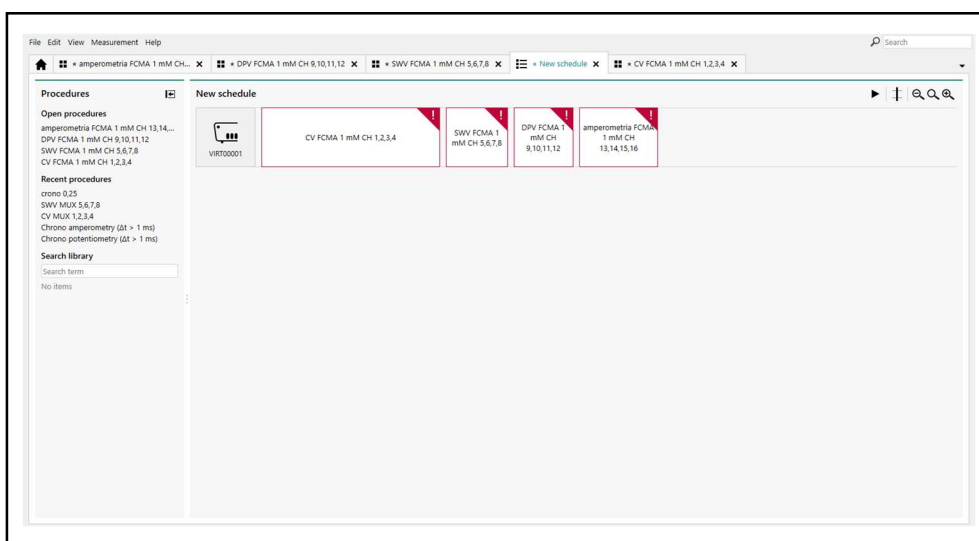 File Edit View Measurement Help
Search
* amperometria FCMA 1 mM CH... X
* DPV FCMA 1 mM CH 9,10,11,12 X
* SWV FCMA 1 mM CH 5,6,7,8 X
* New schedule X
* CV FCMA 1 mM CH 1,2,3,4 X
Procedures
Open procedures
amperometria FCMA 1 mM CH 13,14,...
DPV FCMA 1 mM CH 9,10,11,12
SWV FCMA 1 mM CH 5,6,7,8
CV FCMA 1 mM CH 1,2,3,4
Recent procedures
crono 0,25
SWV MUX 5,6,7,8
CV MUX 1,2,3,4
Chrono amperometry (Δt > 1 ms)
Chrono potentiometry (Δt > 1 ms)
Search library
Search term
No items
New schedule
VIRT00001
CV FCMA 1 mM CH 1,2,3,4
!
SWV FCMA 1
mM CH 5,6,7,8
!
DPV FCMA 1
mM CH
9,10,11,12
!
amperometria FCMA
1 mM CH
13,14,15,16
!